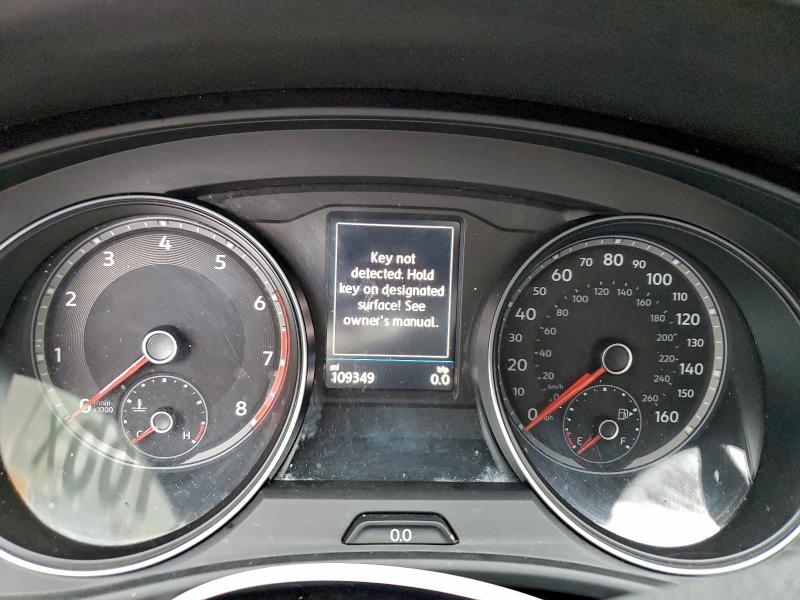 Key not
detected. Hold
key on designated
surface! See
owner's manual.
mi
trip
109349
0.0
0.0
1
2
3
4
5
6
7
8
1/min
x1000
C
H
0
10
20
30
40
50
60
70
80
90
100
110
120
130
140
150
160
mph
0
20
40
60
80
100
120
140
160
180
200
220
240
260
km/h
E
F